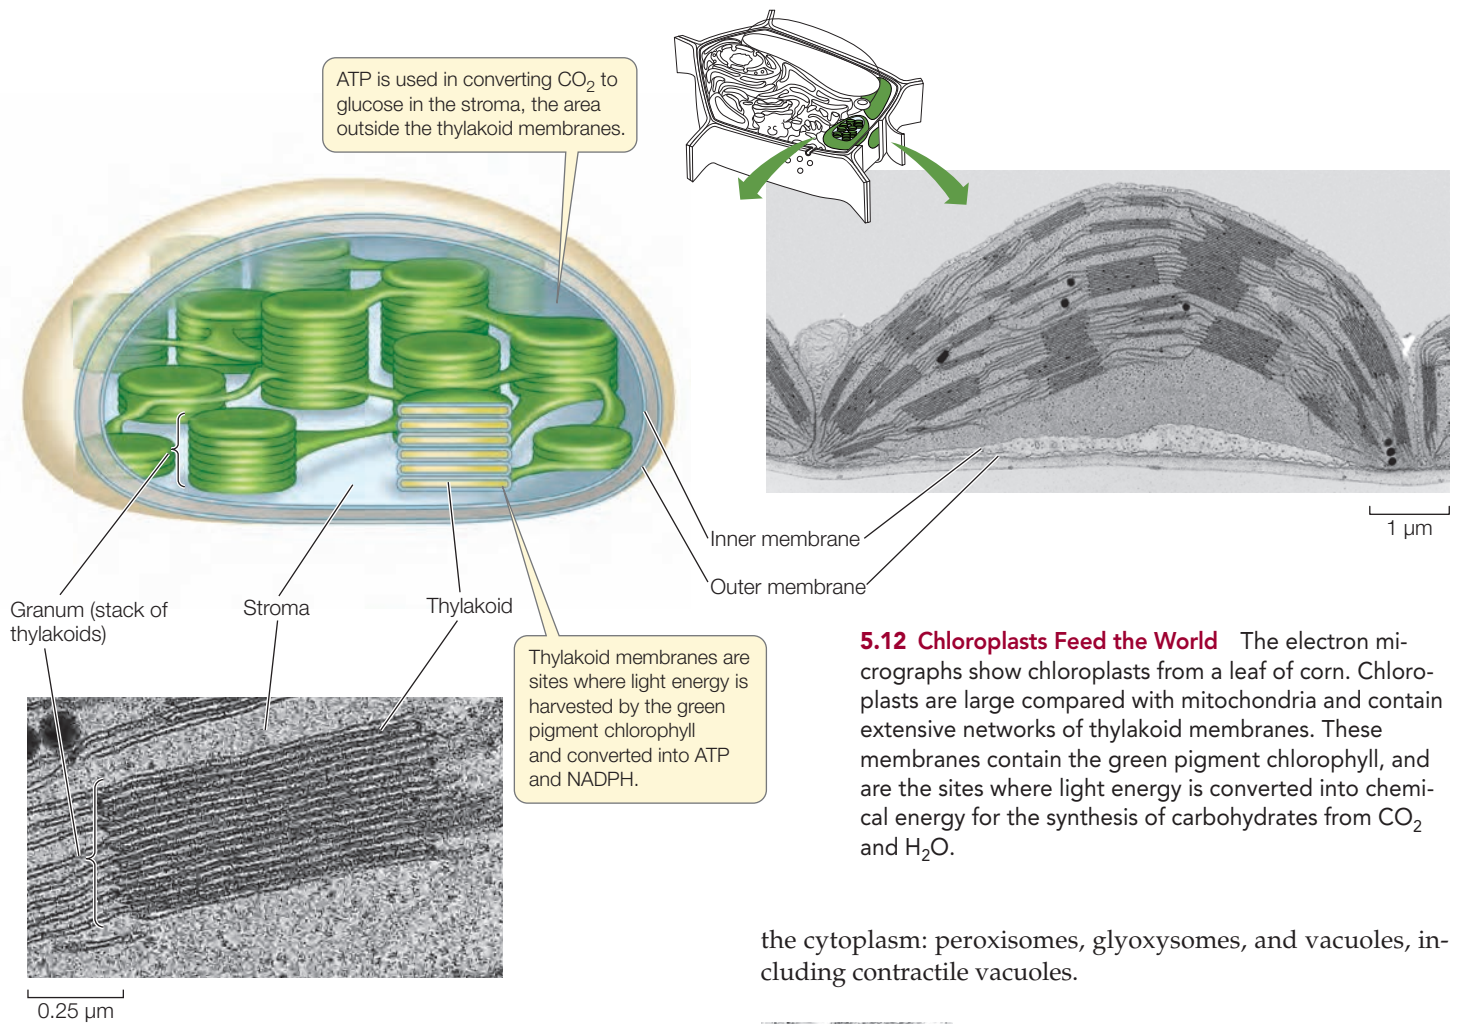 ATP is used in converting CO₂ to
glucose in the stroma, the area
outside the thylakoid membranes.
1 µm
Inner membrane
Outer membrane
Granum (stack of
thylakoids)
Stroma
Thylakoid
Thylakoid membranes are
sites where light energy is
harvested by the green
pigment chlorophyll
and converted into ATP
and NADPH.
0.25 µm
5.12 Chloroplasts Feed the World The electron mi-
crographs show chloroplasts from a leaf of corn. Chloro-
plasts are large compared with mitochondria and contain
extensive networks of thylakoid membranes. These
membranes contain the green pigment chlorophyll, and
are the sites where light energy is converted into chemi-
cal energy for the synthesis of carbohydrates from CO₂
and H₂O.
the cytoplasm: peroxisomes, glyoxysomes, and vacuoles, in-
cluding contractile vacuoles.